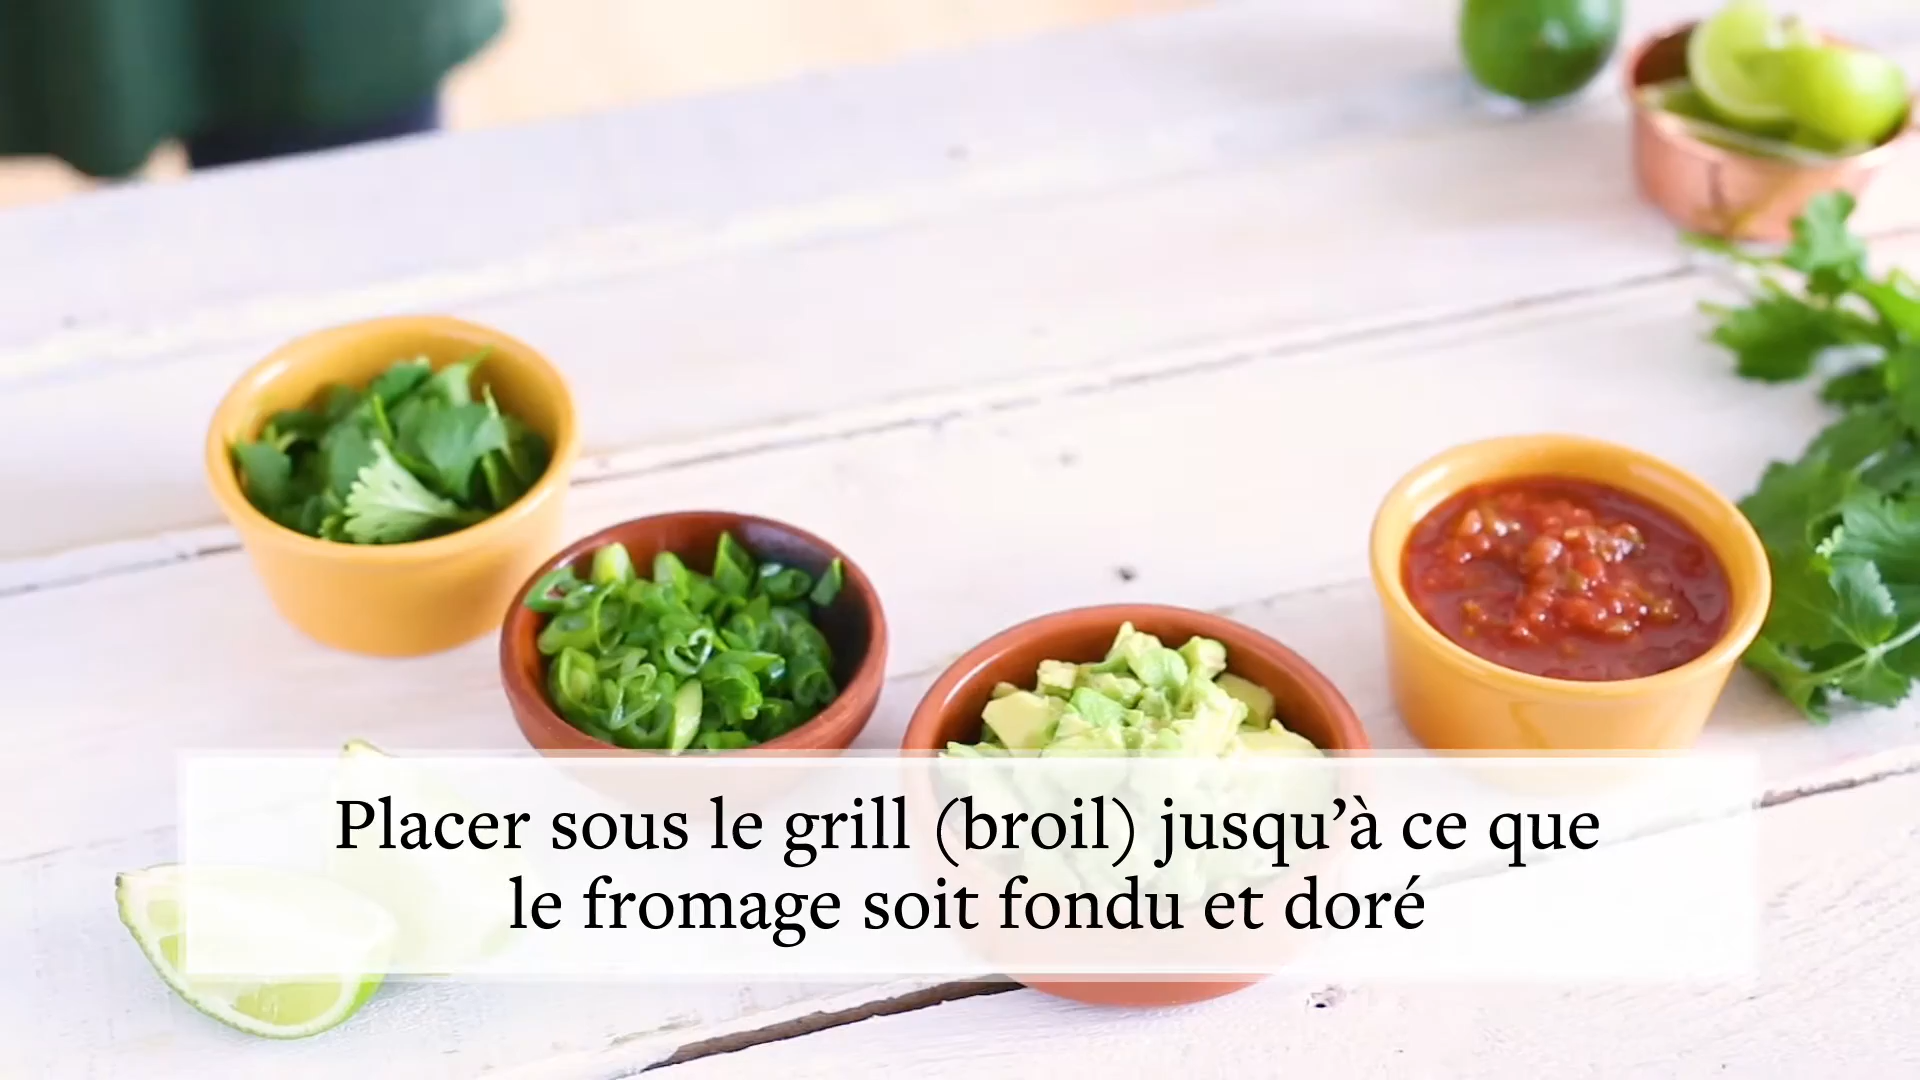 Placer sous le grill (broil) jusqu’à ce que
le fromage soit fondu et doré